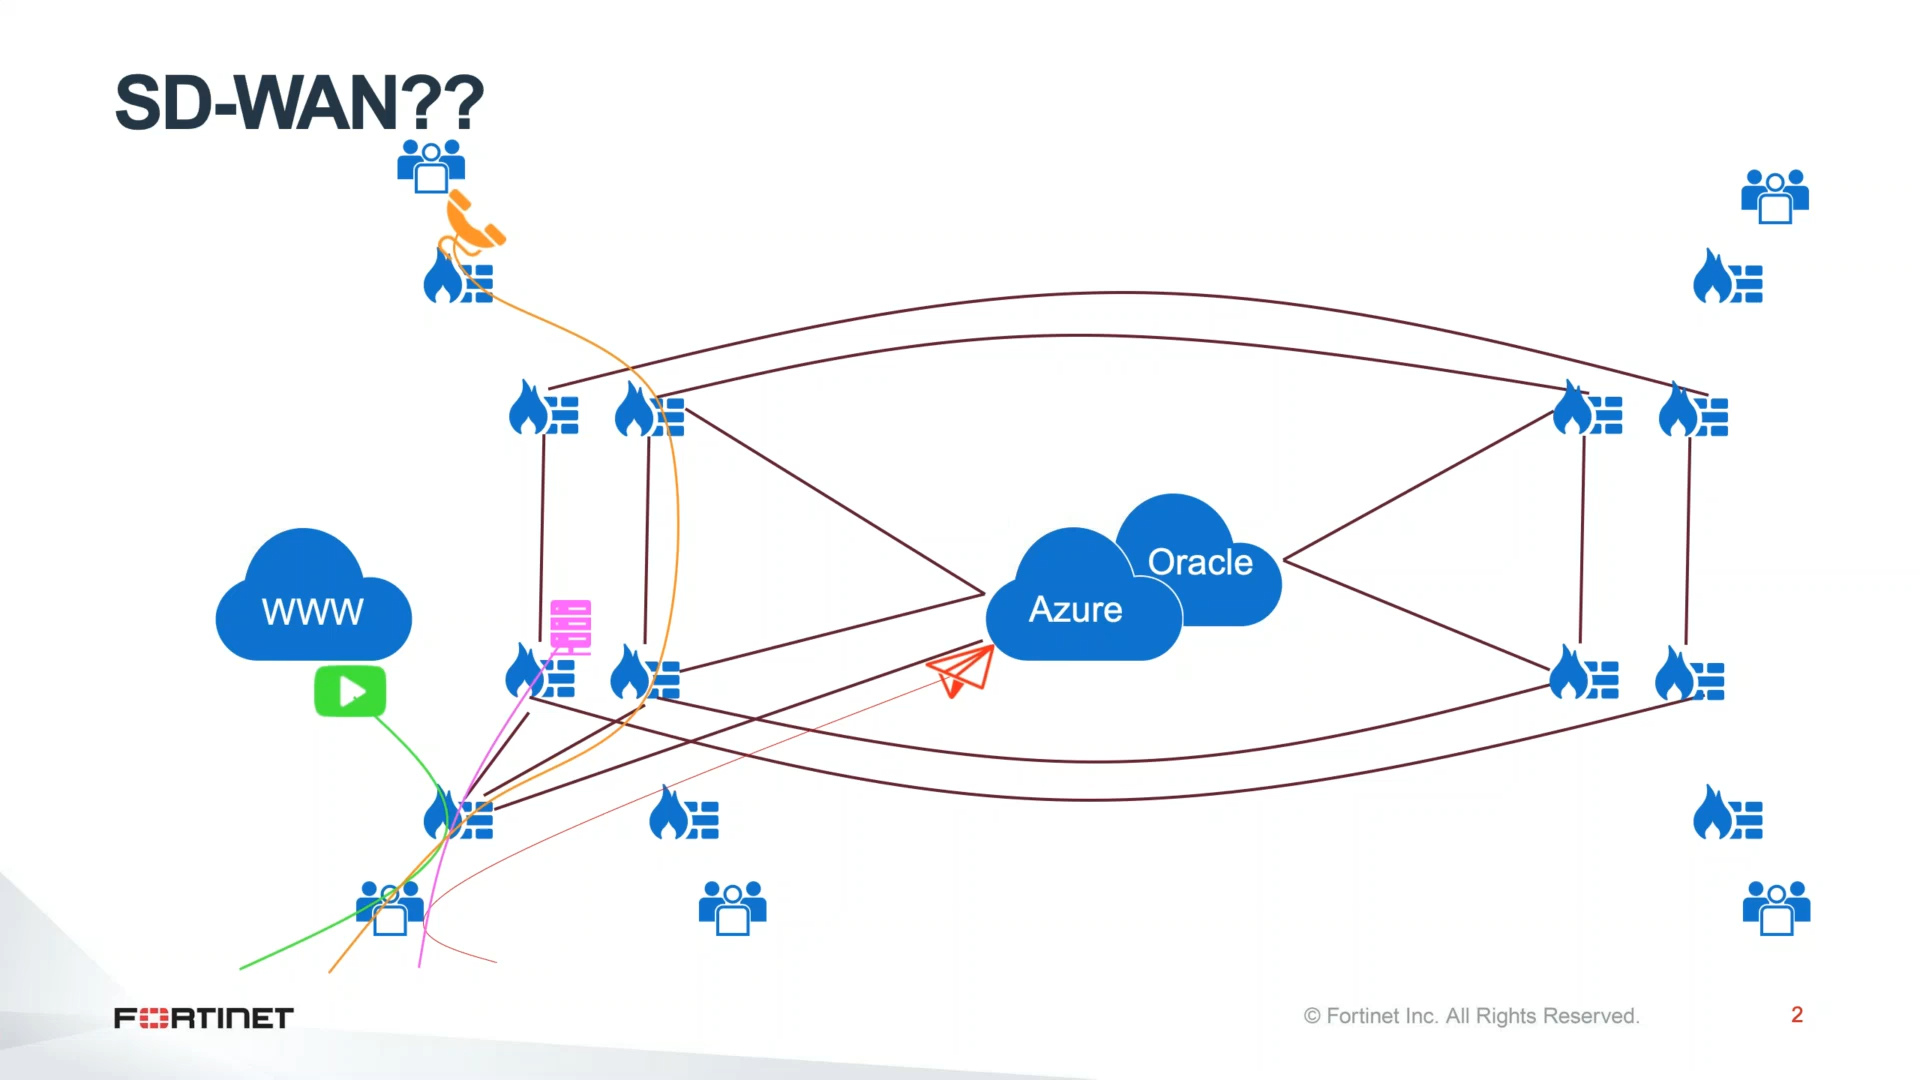 SD-WAN??
Oracle
Azure
WWW
FORTINET
© Fortinet Inc. All Rights Reserved.
2